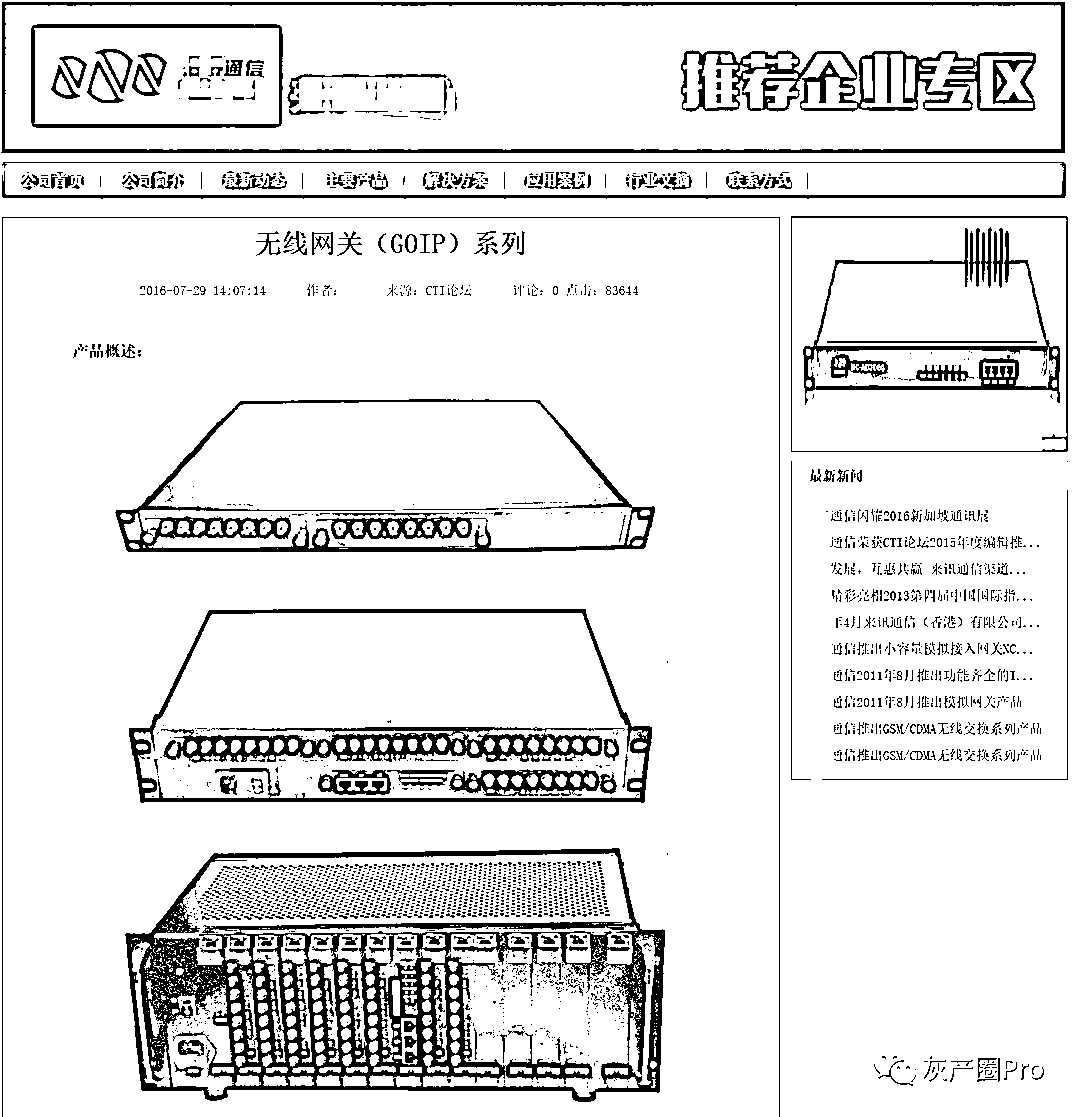 通信
推荐企业专区
公司首页 | 公司简介 | 最新动态 | 主要产品 | 解决方案 | 应用案例 | 行业文摘 | 联系方式 |
无线网关（GOIP）系列
2016-07-29 14:07:14 作者： 来源：CTI论坛 评论：0 点击：83644
产品概述：
最新新闻
通信闪耀2016新加坡通讯展
通信荣获CTI论坛2015年度编辑推...
发展，互惠共赢 来讯通信渠道...
精彩亮相2013第四届中国国际指...
年4月来讯通信（香港）有限公司...
通信推出小容量模拟接入网关XC...
通信2011年8月推出功能齐全的I...
通信2011年8月推出模拟网关产品
通信推出GSM/CDMA无线交换系列产品
通信推出GSM/CDMA无线交换系列产品
灰产圈Pro